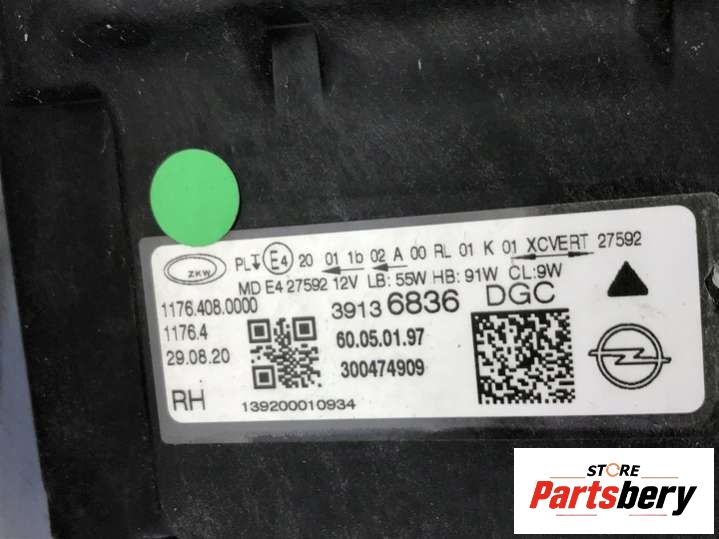 ZKW PL E4 20 01 1b 02 A 00 RL 01 K 01 XCVERT 27592
MD E4 27592 12V LB: 55W HB: 91W CL:9W
1176.408.0000
39136836
DGC
1176.4
60.05.01.97
29.08.20
300474909
RH
139200010934
STORE
Partsbery